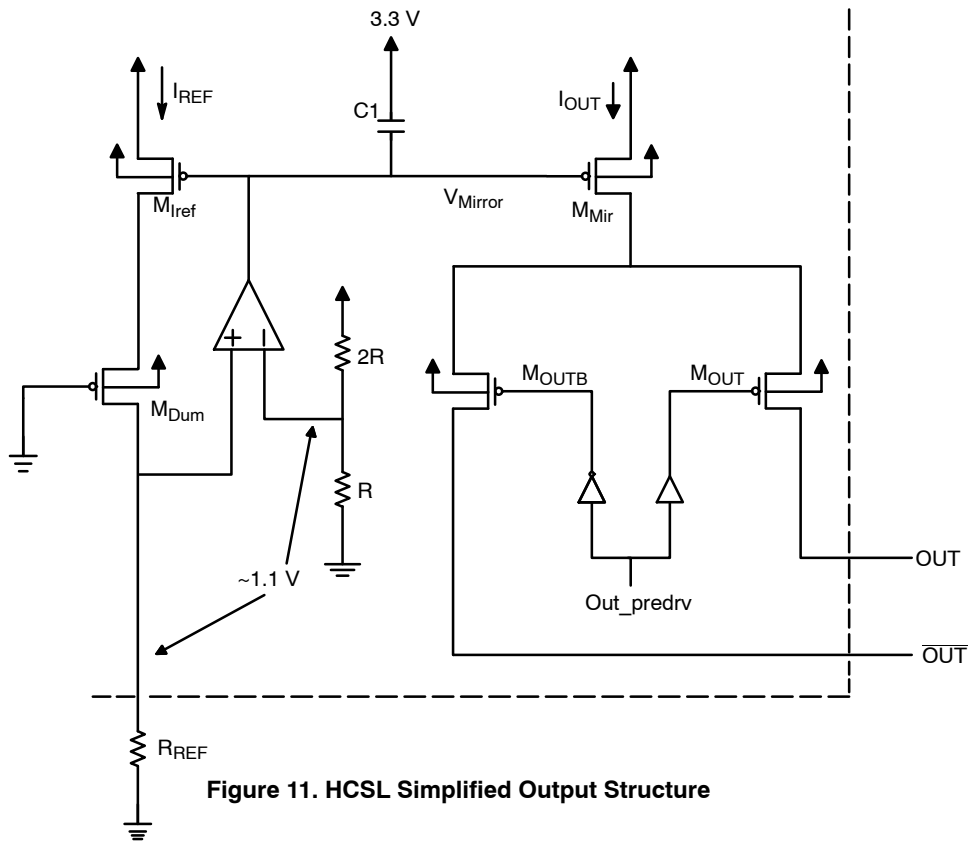 3.3 V
I_REF
C1
I_OUT
M_Iref
V_Mirror
M_Mir
+
–
2R
M_OUTB
M_OUT
M_Dum
R
~1.1 V
OUT
Out_predrv
O̅U̅T̅
R_REF
Figure 11. HCSL Simplified Output Structure